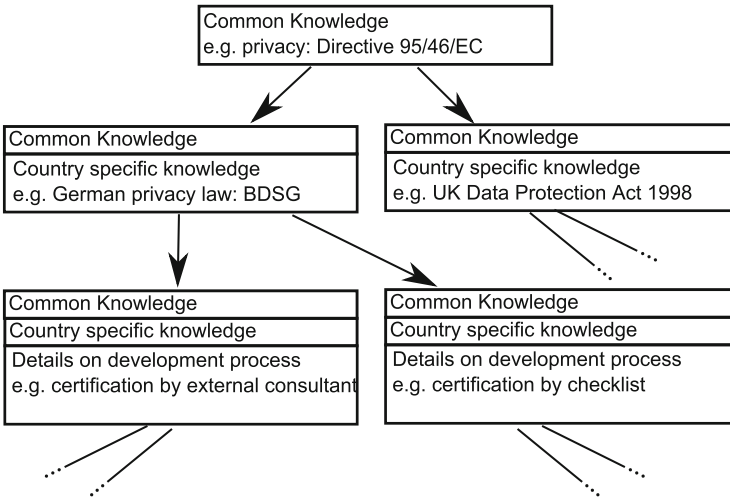 Common Knowledge
e.g. privacy: Directive 95/46/EC
Common Knowledge
Country specific knowledge
e.g. German privacy law: BDSG
Common Knowledge
Country specific knowledge
e.g. UK Data Protection Act 1998
Common Knowledge
Country specific knowledge
Details on development process
e.g. certification by external consultant
Common Knowledge
Country specific knowledge
Details on development process
e.g. certification by checklist